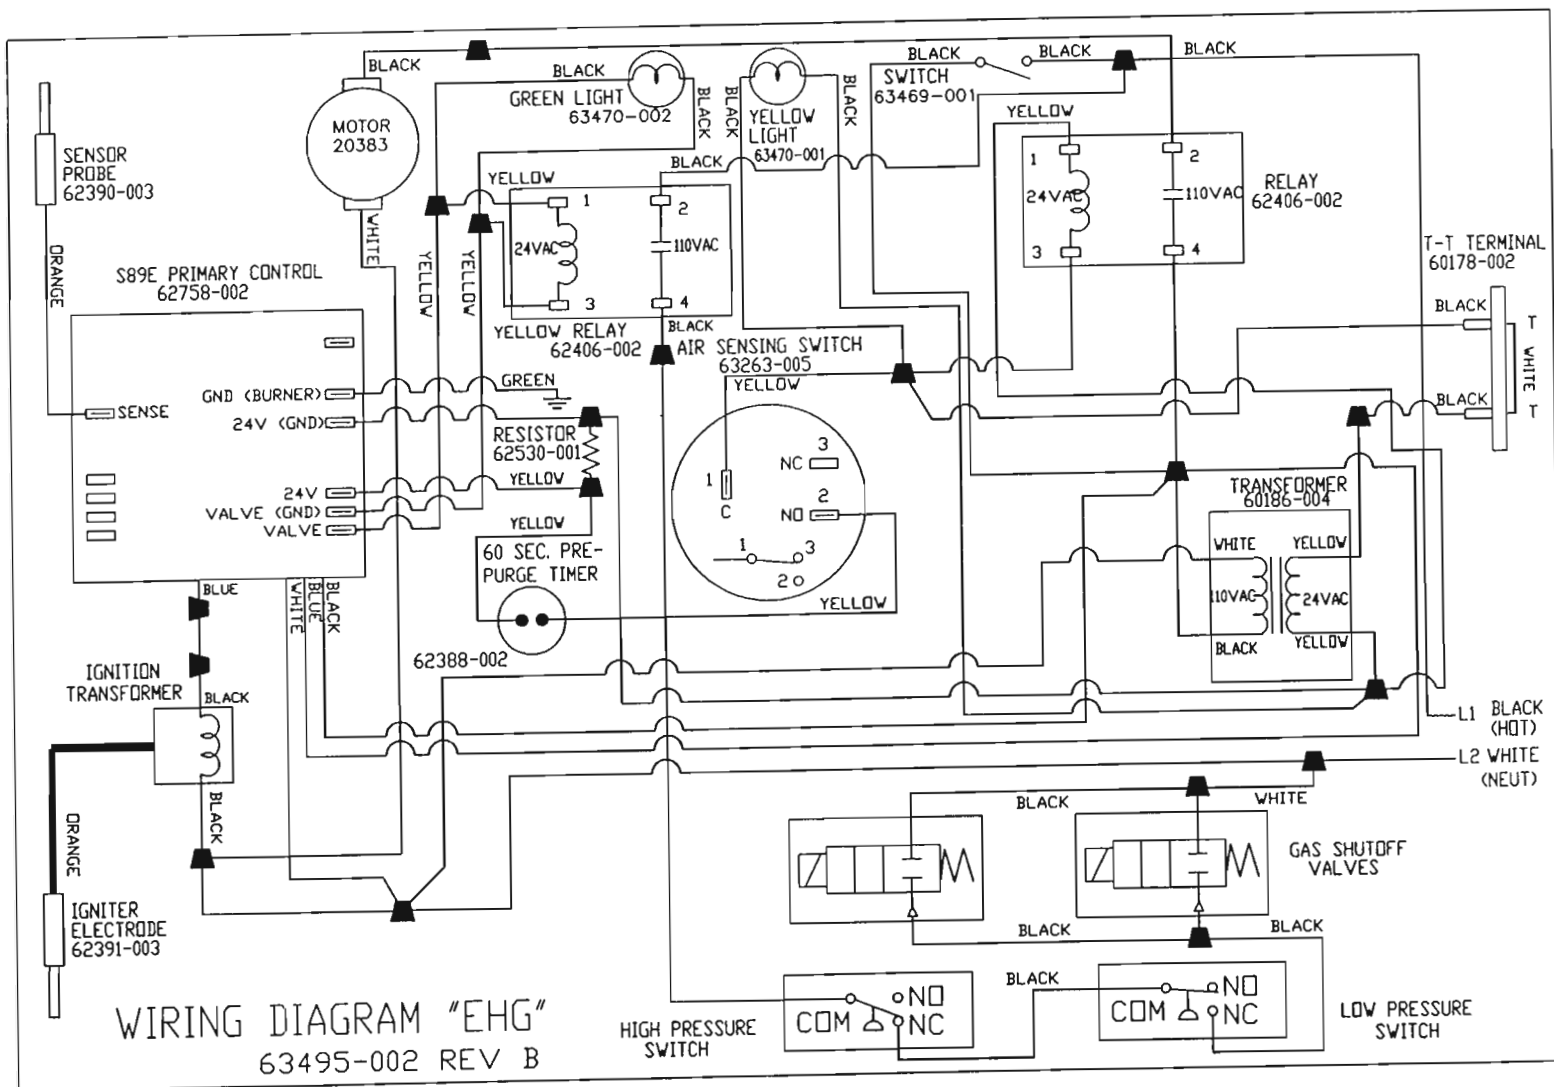 BLACK
BLACK
BLACK
BLACK
BLACK
SWITCH
63469-001
GREEN LIGHT
63470-002
BLACK
BLACK
YELLOW
LIGHT
63470-001
BLACK
YELLOW
MOTOR
20383
SENSOR
PROBE
62390-003
BLACK
YELLOW
1
2
24VAC
110VAC
3
4
RELAY
62406-002
1
2
24VAC
110VAC
3
4
WHITE
ORANGE
YELLOW
YELLOW
S89E PRIMARY CONTROL
62758-002
T-T TERMINAL
60178-002
BLACK
T
WHITE
BLACK
T
YELLOW RELAY
62406-002
BLACK
AIR SENSING SWITCH
63263-005
YELLOW
GND (BURNER)
GREEN
SENSE
24V (GND)
RESISTOR
62530-001
24V
YELLOW
VALVE (GND)
VALVE
YELLOW
3
NC
1
C
2
NO
1
3
2
60 SEC. PRE-
PURGE TIMER
YELLOW
62388-002
TRANSFORMER
60186-004
WHITE
YELLOW
110VAC
24VAC
BLACK
YELLOW
BLUE
WHITE
BLUE
BLACK
IGNITION
TRANSFORMER
BLACK
BLACK
ORANGE
IGNITER
ELECTRODE
62391-003
L1 BLACK
(HOT)
L2 WHITE
(NEUT)
BLACK
WHITE
GAS SHUTOFF
VALVES
BLACK
BLACK
BLACK
NO
COM
NC
HIGH PRESSURE
SWITCH
NO
COM
NC
LOW PRESSURE
SWITCH
WIRING DIAGRAM "EHG"
63495-002 REV B